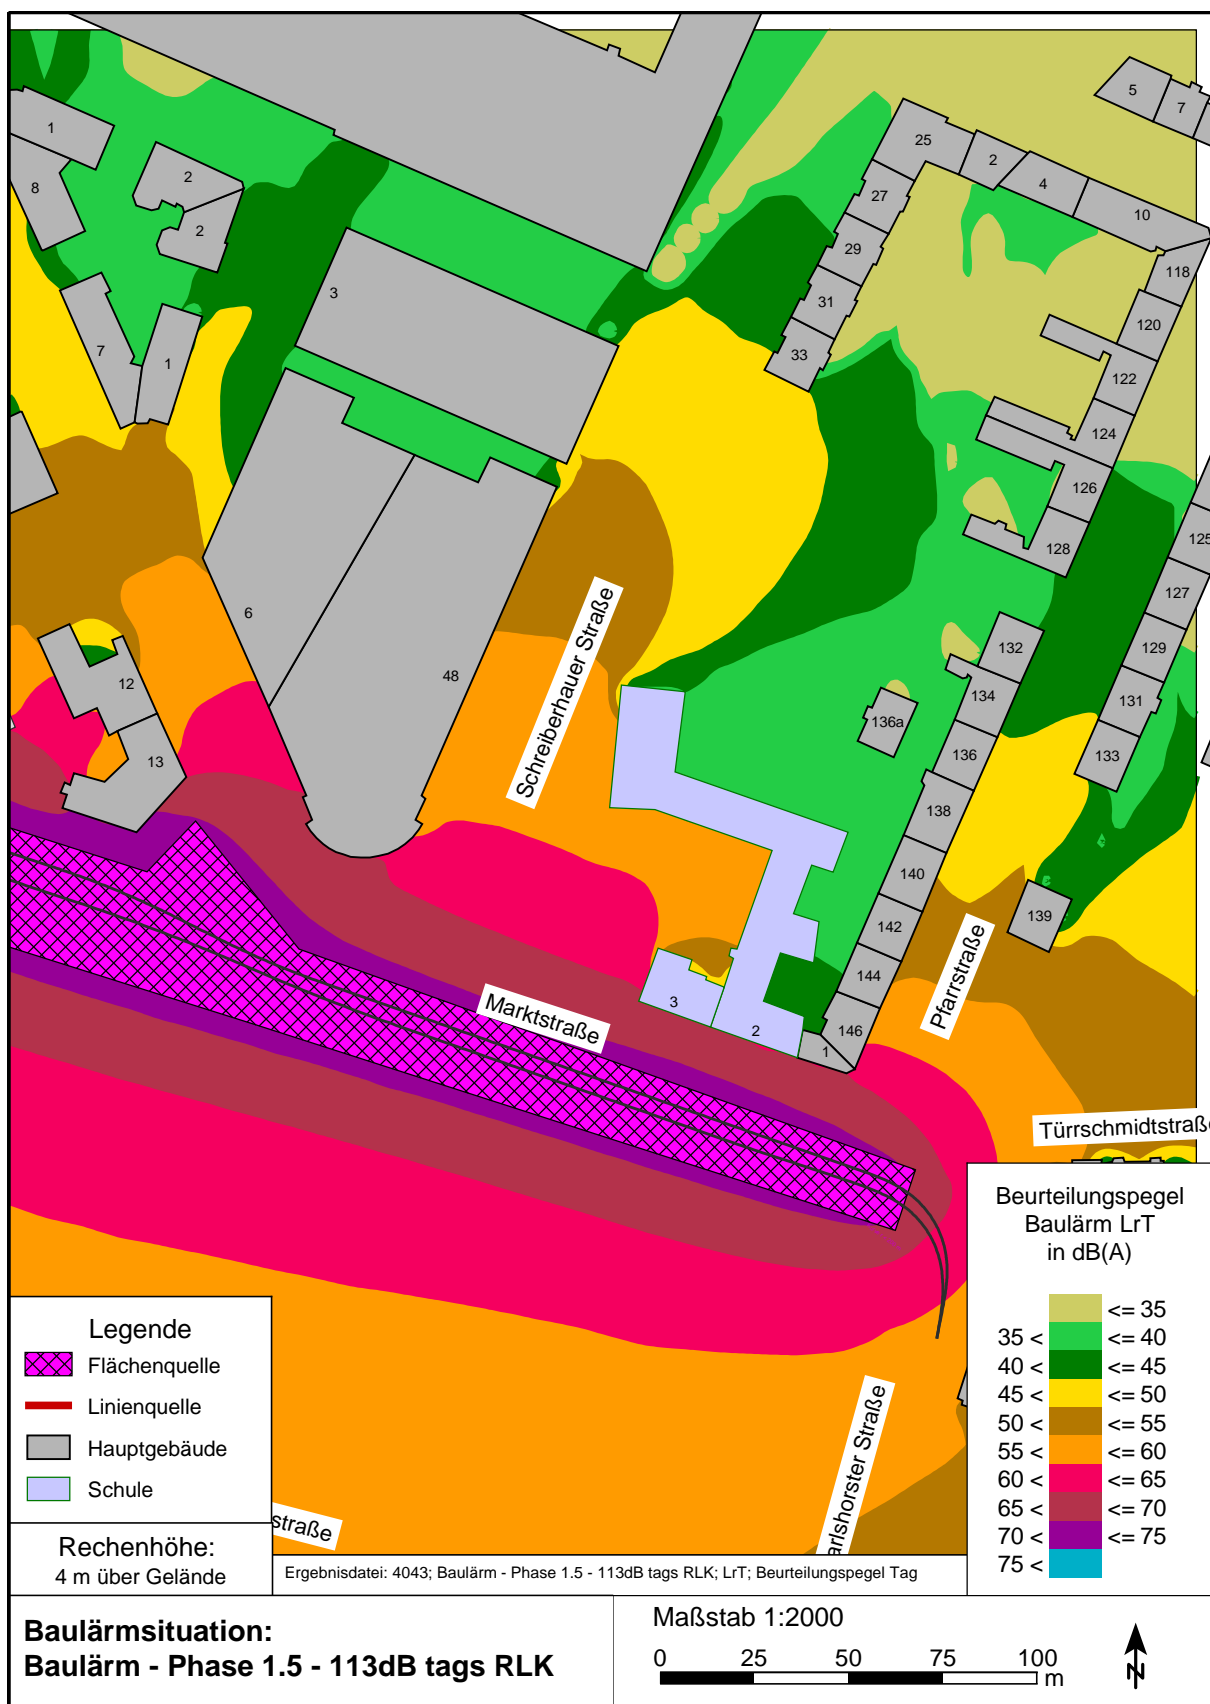 5
7
1
8
2
2
25
2
4
10
27
29
31
33
118
120
122
124
126
128
3
7
1
6
48
12
13
125
127
129
131
133
132
134
136a
136
138
140
142
144
146
1
139
3
2
Schreiberhauer Straße
Marktstraße
Pfarrstraße
Türrschmidtstraße
arlshorster Straße
straße
Beurteilungspegel
Baulärm LrT
in dB(A)
<= 35
35 < <= 40
40 < <= 45
45 < <= 50
50 < <= 55
55 < <= 60
60 < <= 65
65 < <= 70
70 < <= 75
75 <
Legende
Flächenquelle
Linienquelle
Hauptgebäude
Schule
Rechenhöhe:
4 m über Gelände
Ergebnisdatei: 4043; Baulärm - Phase 1.5 - 113dB tags RLK; LrT; Beurteilungspegel Tag
Baulärmsituation:
Baulärm - Phase 1.5 - 113dB tags RLK
Maßstab 1:2000
0 25 50 75 100
m
N